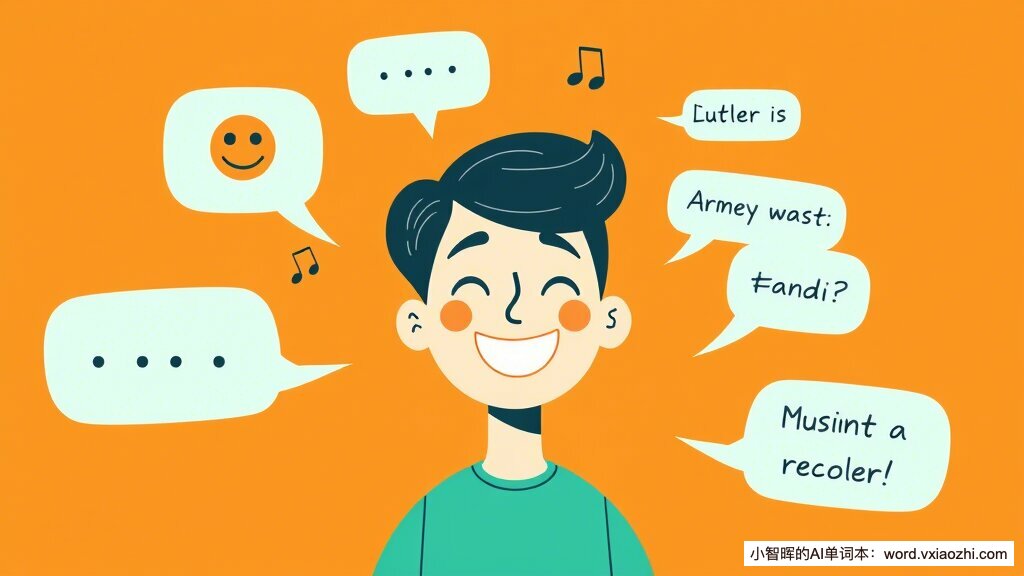 Cutler is
Armey wast:
Fandi?
Musiint a
recoler!
小智晖的AI单词本：word.vxiaozhi.com